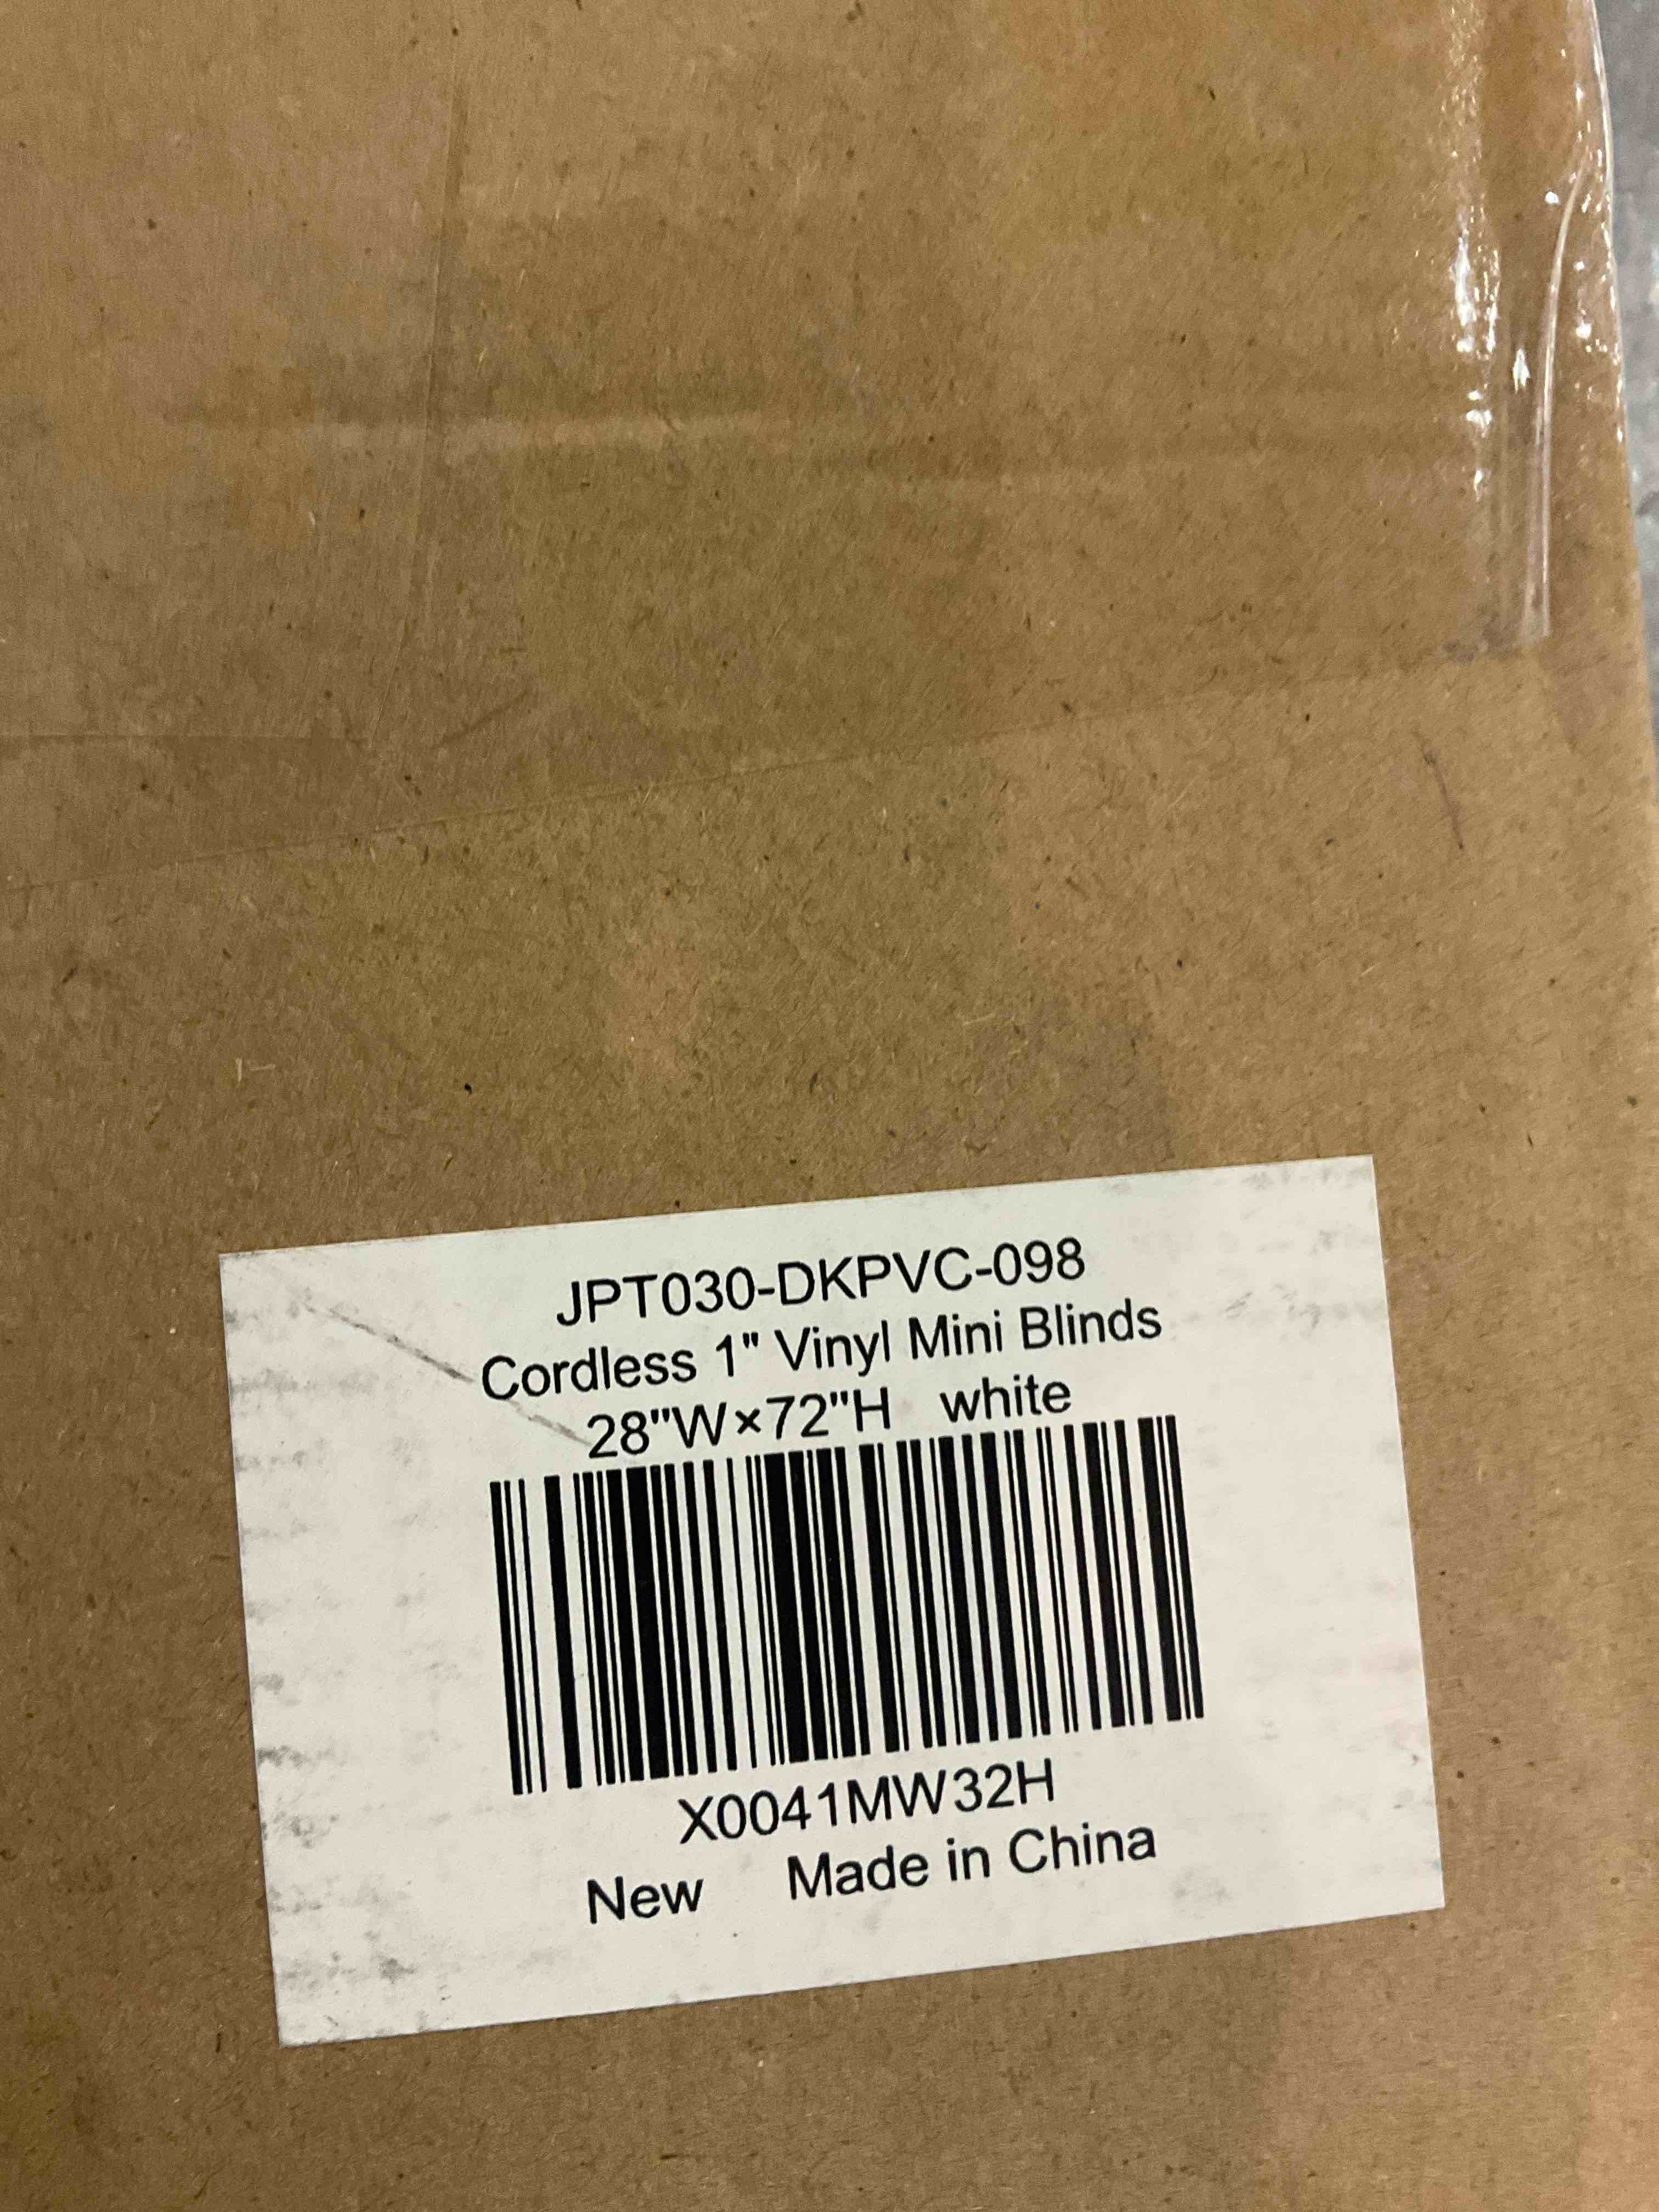 JPT030-DKPVC-098
Cordless 1" Vinyl Mini Blinds
28"W×72"H white
X0041MW32H
New Made in China